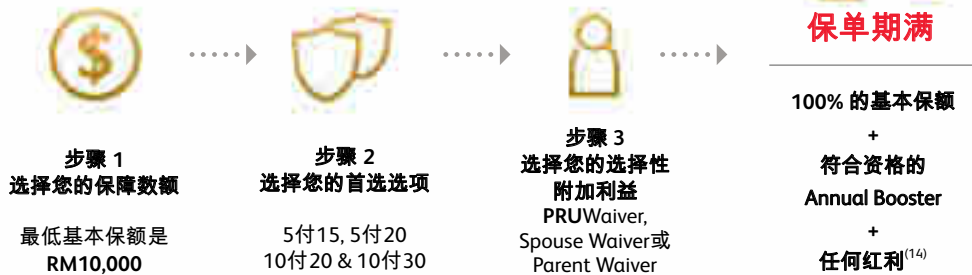 $
步骤 1
选择您的保障数额
最低基本保额是
RM10,000
步骤 2
选择您的首选选项
5付15, 5付20
10付20 & 10付30
步骤 3
选择您的选择性
附加利益
PRUWaiver,
Spouse Waiver或
Parent Waiver
保单期满
100% 的基本保额
+
符合资格的
Annual Booster
+
任何红利(14)